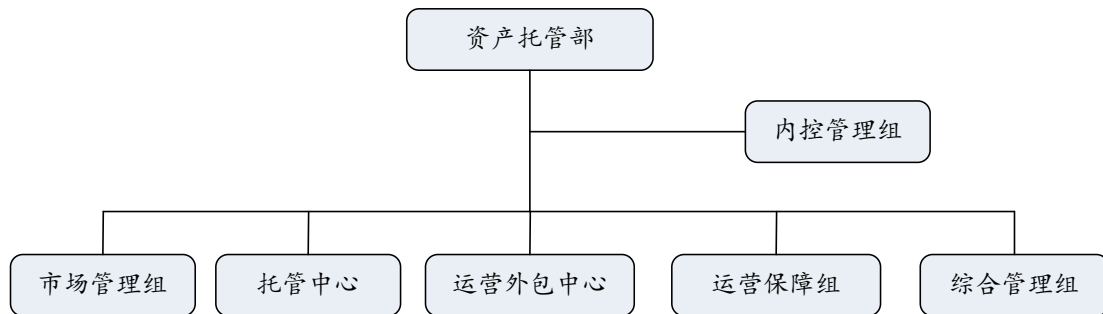 资产托管部
内控管理组
市场管理组
托管中心
运营外包中心
运营保障组
综合管理组